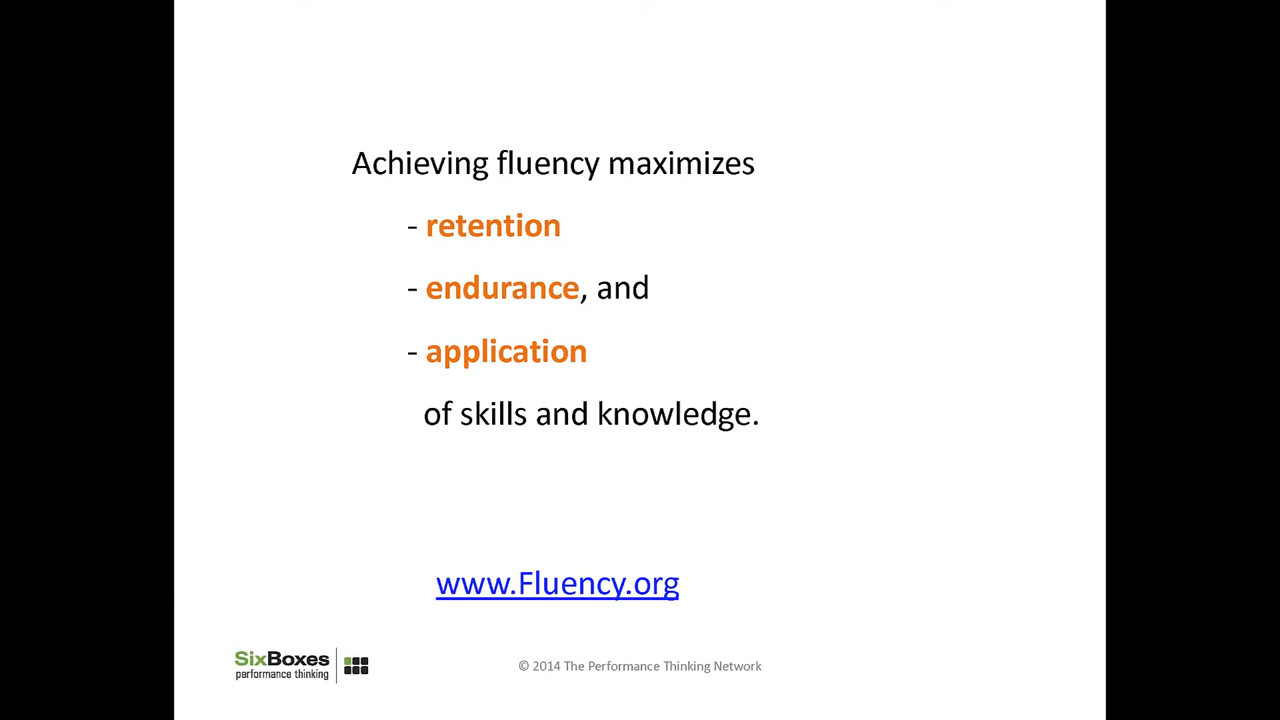 Achieving fluency maximizes
- retention
- endurance, and
- application
of skills and knowledge.
www.Fluency.org
SixBoxes
performance thinking
© 2014 The Performance Thinking Network